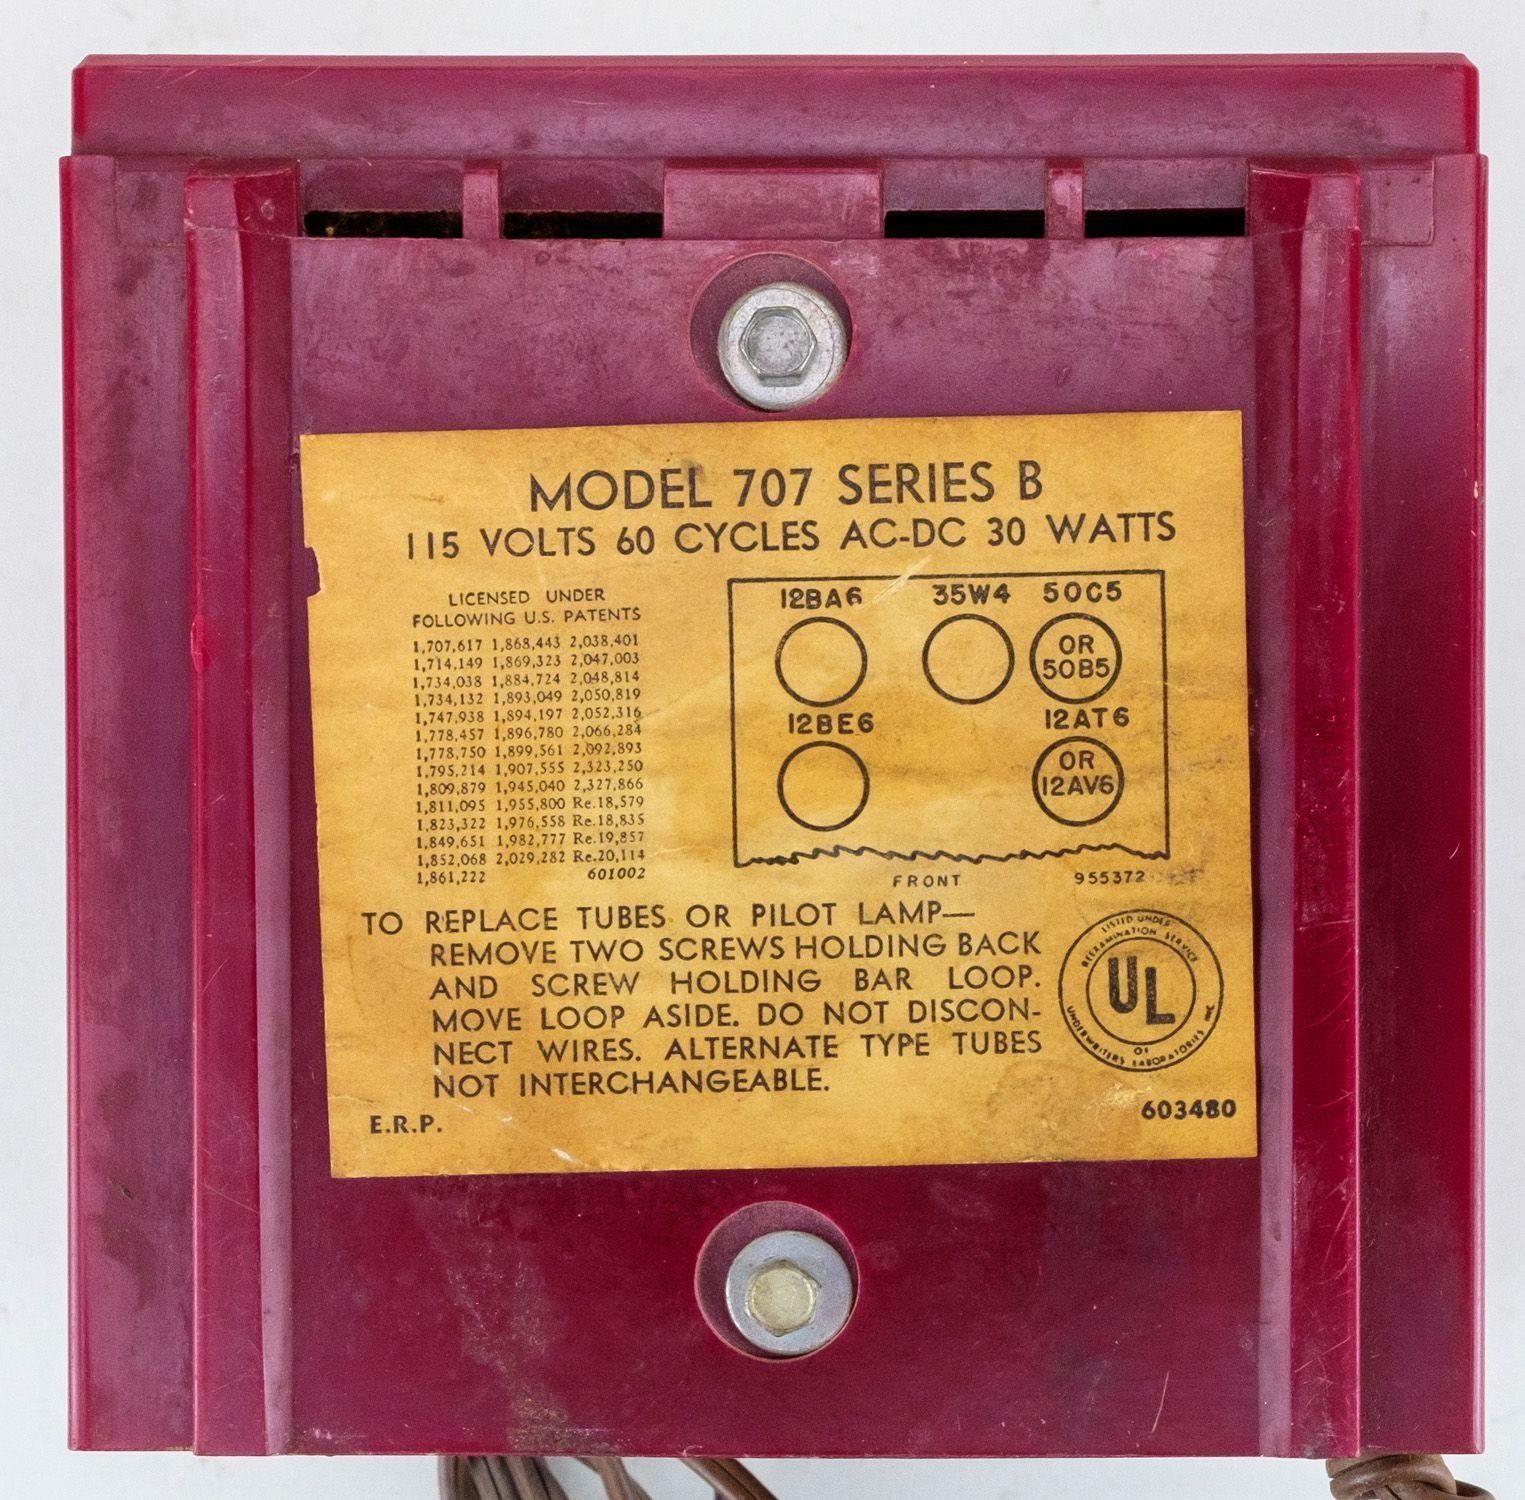 MODEL 707 SERIES B
115 VOLTS 60 CYCLES AC-DC 30 WATTS
LICENSED UNDER
FOLLOWING U.S. PATENTS
1,707,617 1,868,443 2,038,401
1,714,149 1,869,323 2,047,003
1,734,038 1,884,724 2,048,814
1,734,132 1,893,049 2,050,819
1,747,938 1,894,197 2,052,316
1,778,457 1,896,780 2,066,284
1,778,750 1,899,561 2,092,893
1,795,214 1,907,555 2,323,250
1,809,879 1,945,040 2,327,866
1,811,095 1,955,800 Re.18,579
1,823,322 1,976,558 Re.18,835
1,849,651 1,982,777 Re.19,857
1,852,068 2,029,282 Re.20,114
1,861,222 601002
12BA6 35W4 50C5
OR
50B5
12BE6 12AT6
OR
12AV6
FRONT 955372
TO REPLACE TUBES OR PILOT LAMP—
REMOVE TWO SCREWS HOLDING BACK
AND SCREW HOLDING BAR LOOP.
MOVE LOOP ASIDE. DO NOT DISCON-
NECT WIRES. ALTERNATE TYPE TUBES
NOT INTERCHANGEABLE.
LISTED UNDER
REEXAMINATION SERVICE
UL
OF
UNDERWRITERS LABORATORIES INC
E.R.P. 603480